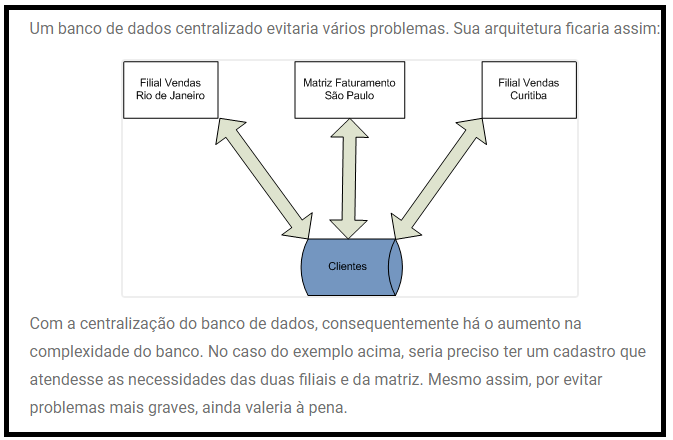 Um banco de dados centralizado evitaria vários problemas. Sua arquitetura ficaria assim:
Filial Vendas
Rio de Janeiro
Matriz Faturamento
São Paulo
Filial Vendas
Curitiba
Clientes
Com a centralização do banco de dados, consequentemente há o aumento na
complexidade do banco. No caso do exemplo acima, seria preciso ter um cadastro que
atendesse as necessidades das duas filiais e da matriz. Mesmo assim, por evitar
problemas mais graves, ainda valeria à pena.